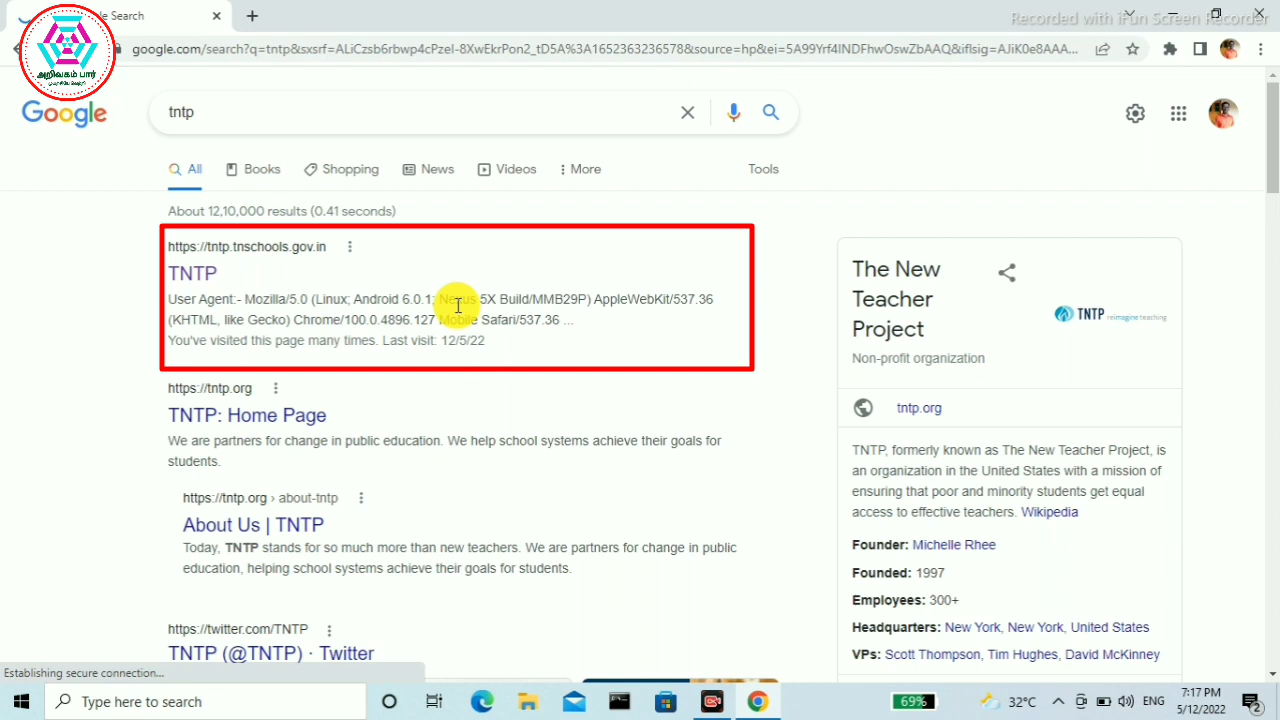 Search
Recorded with iFun Screen Recorder
google.com/search?q=tntp&sxsrf=ALiCzsb6rbwp4cPzeI-8XwEKrPon2_tD5A%3A1652363236578&source=hp&ei=5A99Yrf4INDFhwOswZbAAQ&iflsig=AJiK0e8AAA...
அறிவகம் பார்
Google
tntp
All
Books
Shopping
News
Videos
More
Tools
About 12,10,000 results (0.41 seconds)
https://tntp.tnschools.gov.in
TNTP
User Agent:- Mozilla/5.0 (Linux; Android 6.0.1; Nexus 5X Build/MMB29P) AppleWebKit/537.36
(KHTML, like Gecko) Chrome/100.0.4896.127 Mobile Safari/537.36 ...
You've visited this page many times. Last visit: 12/5/22
https://tntp.org
TNTP: Home Page
We are partners for change in public education. We help school systems achieve their goals for
students.
https://tntp.org › about-tntp
About Us | TNTP
Today, TNTP stands for so much more than new teachers. We are partners for change in public
education, helping school systems achieve their goals for students.
https://twitter.com/TNTP
TNTP (@TNTP) · Twitter
The New
Teacher
Project
TNTP reimagine teaching
Non-profit organization
tntp.org
TNTP, formerly known as The New Teacher Project, is
an organization in the United States with a mission of
ensuring that poor and minority students get equal
access to effective teachers. Wikipedia
Founder: Michelle Rhee
Founded: 1997
Employees: 300+
Headquarters: New York, New York, United States
VPs: Scott Thompson, Tim Hughes, David McKinney
Establishing secure connection...
Type here to search
69%
32°C
ENG
7:17 PM
5/12/2022
2